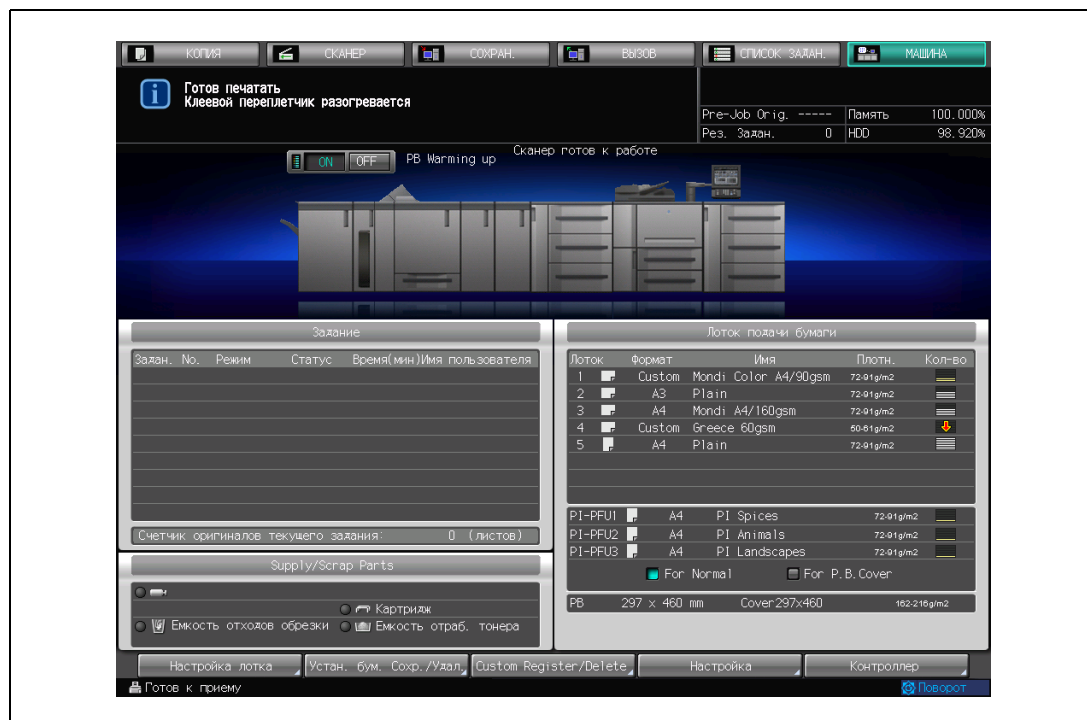 КОПИЯ СКАНЕР СОХРАН. ВЫЗОВ СПИСОК ЗАДАН. МАШИНА
Готов печатать
Клеевой переплетчик разогревается
Pre-Job Orig. ----- Память 100.000%
Рез. Задан. 0 HDD 98.920%
Сканер готов к работе
ON OFF PB Warming up
Задание
Задан. No. Режим Статус Время(мин)Имя пользователя
Счетчик оригиналов текущего задания: 0 (листов)
Supply/Scrap Parts
Картридж
Емкость отходов обрезки Емкость отраб. тонера
Лоток подачи бумаги
Лоток Формат Имя Плотн. Кол-во
1 Custom Mondi Color A4/90gsm 72-91g/m2
2 A3 Plain 72-91g/m2
3 A4 Mondi A4/160gsm 72-91g/m2
4 Custom Greece 60gsm 50-61g/m2
5 A4 Plain 72-91g/m2
PI-PFU1 A4 PI Spices 72-91g/m2
PI-PFU2 A4 PI Animals 72-91g/m2
PI-PFU3 A4 PI Landscapes 72-91g/m2
For Normal For P.B.Cover
PB 297 x 460 mm Cover297x460 162-216g/m2
Настройка лотка Устан. бум. Сохр./Удал. Custom Register/Delete Настройка Контроллер
Готов к приему Поворот